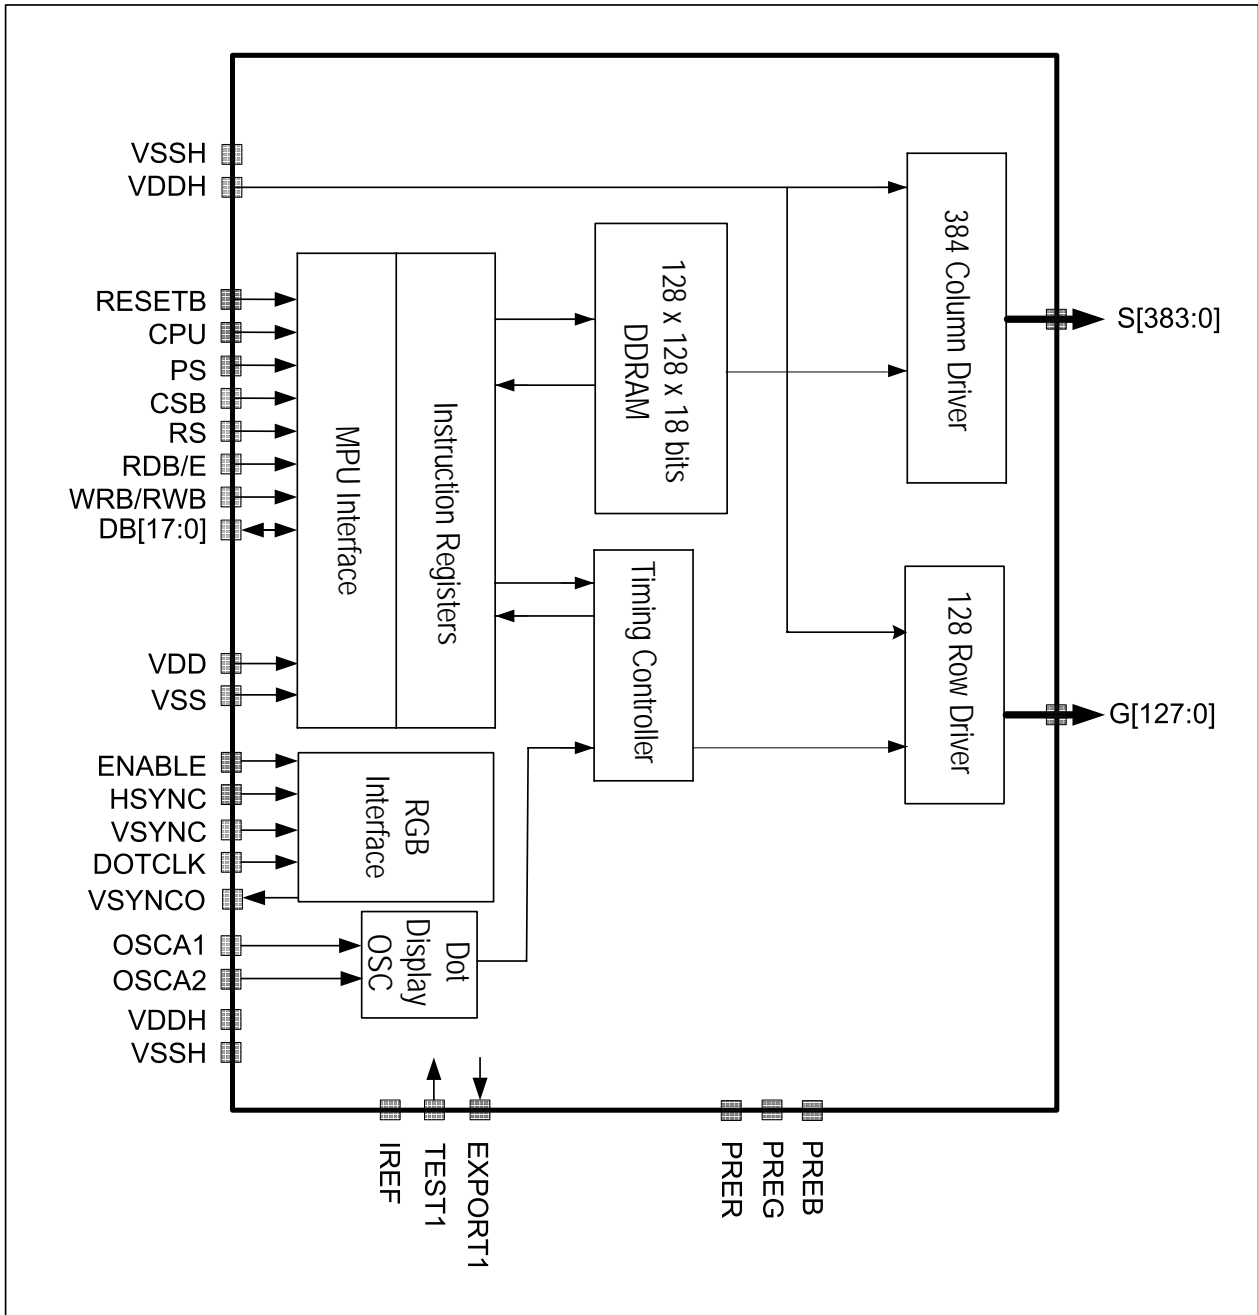 VSSH
VDDH
RESETB
CPU
PS
CSB
RS
RDB/E
WRB/RWB
DB[17:0]
VDD
VSS
ENABLE
HSYNC
VSYNC
DOTCLK
VSYNCO
OSCA1
OSCA2
VDDH
VSSH
MPU Interface
Instruction Registers
128 x 128 x 18 bits
DDRAM
Timing Controller
RGB
Interface
Dot
Display
OSC
384 Column Driver
128 Row Driver
S[383:0]
G[127:0]
IREF
TEST1
EXPORT1
PRER
PREG
PREB